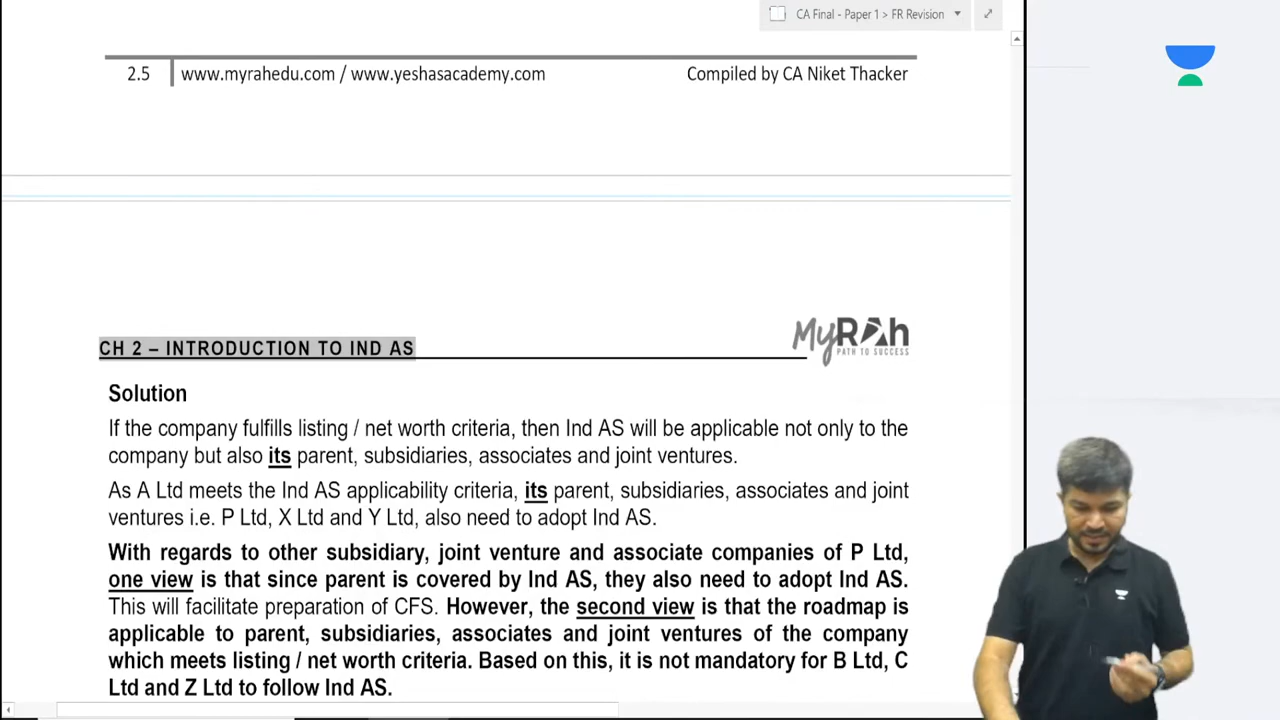 CA Final - Paper 1 > FR Revision
2.5 www.myrahedu.com / www.yeshasacademy.com Compiled by CA Niket Thacker
MyRAh
PATH TO SUCCESS
CH 2 – INTRODUCTION TO IND AS
Solution
If the company fulfills listing / net worth criteria, then Ind AS will be applicable not only to the
company but also its parent, subsidiaries, associates and joint ventures.
As A Ltd meets the Ind AS applicability criteria, its parent, subsidiaries, associates and joint
ventures i.e. P Ltd, X Ltd and Y Ltd, also need to adopt Ind AS.
With regards to other subsidiary, joint venture and associate companies of P Ltd,
one view is that since parent is covered by Ind AS, they also need to adopt Ind AS.
This will facilitate preparation of CFS. However, the second view is that the roadmap is
applicable to parent, subsidiaries, associates and joint ventures of the company
which meets listing / net worth criteria. Based on this, it is not mandatory for B Ltd, C
Ltd and Z Ltd to follow Ind AS.